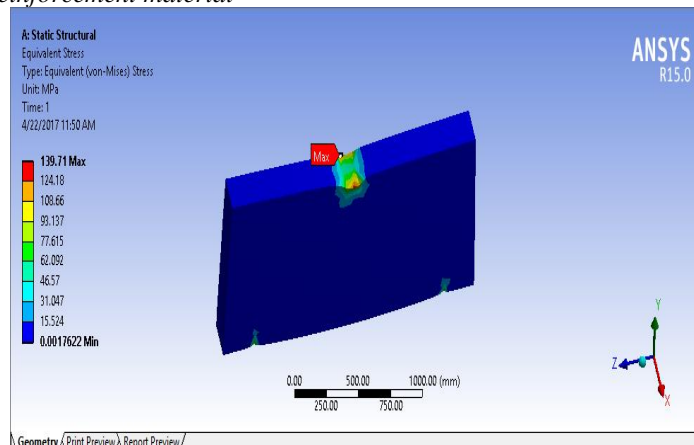 einforcement material
A: Static Structural
Equivalent Stress
Type: Equivalent (von-Mises) Stress
Unit: MPa
Time: 1
4/22/2017 11:50 AM
ANSYS
R15.0
139.71 Max
124.18
108.66
93.137
77.615
62.092
46.57
31.047
15.524
0.0017622 Min
Max
0.00 500.00 1000.00 (mm)
250.00 750.00
Y
Z
X
Geometry Print Preview Report Preview